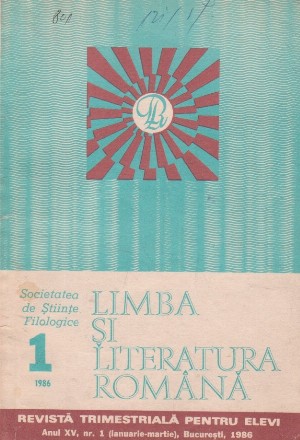 Societatea
de Științe
Filologice
1
1986
LIMBA
ȘI
LITERATURA
ROMÂNĂ
REVISTĂ TRIMESTRIALĂ PENTRU ELEVI
Anul XV, nr. 1 (ianuarie-martie), București, 1986